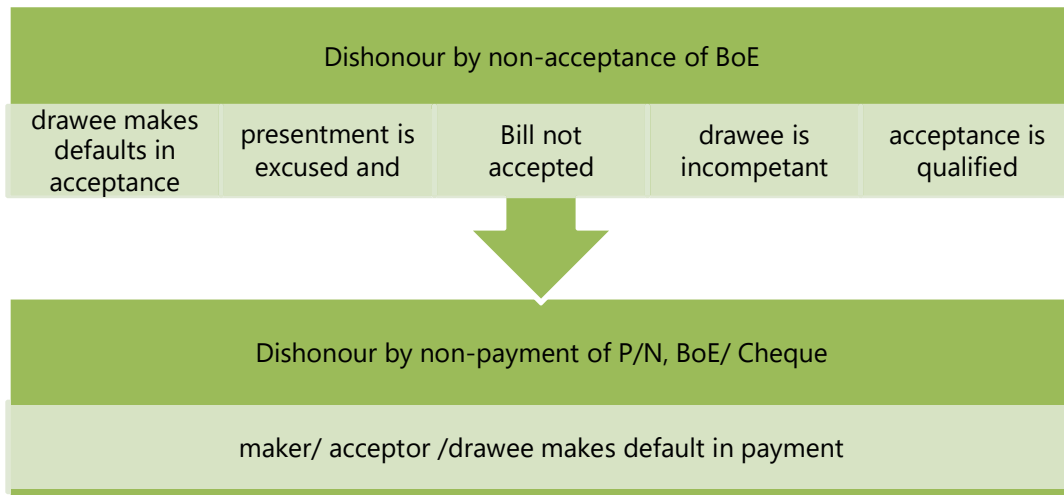 Dishonour by non-acceptance of BoE
drawee makes
defaults in
acceptance
presentment is
excused and
Bill not
accepted
drawee is
incompetant
acceptance is
qualified
Dishonour by non-payment of P/N, BoE/ Cheque
maker/ acceptor /drawee makes default in payment